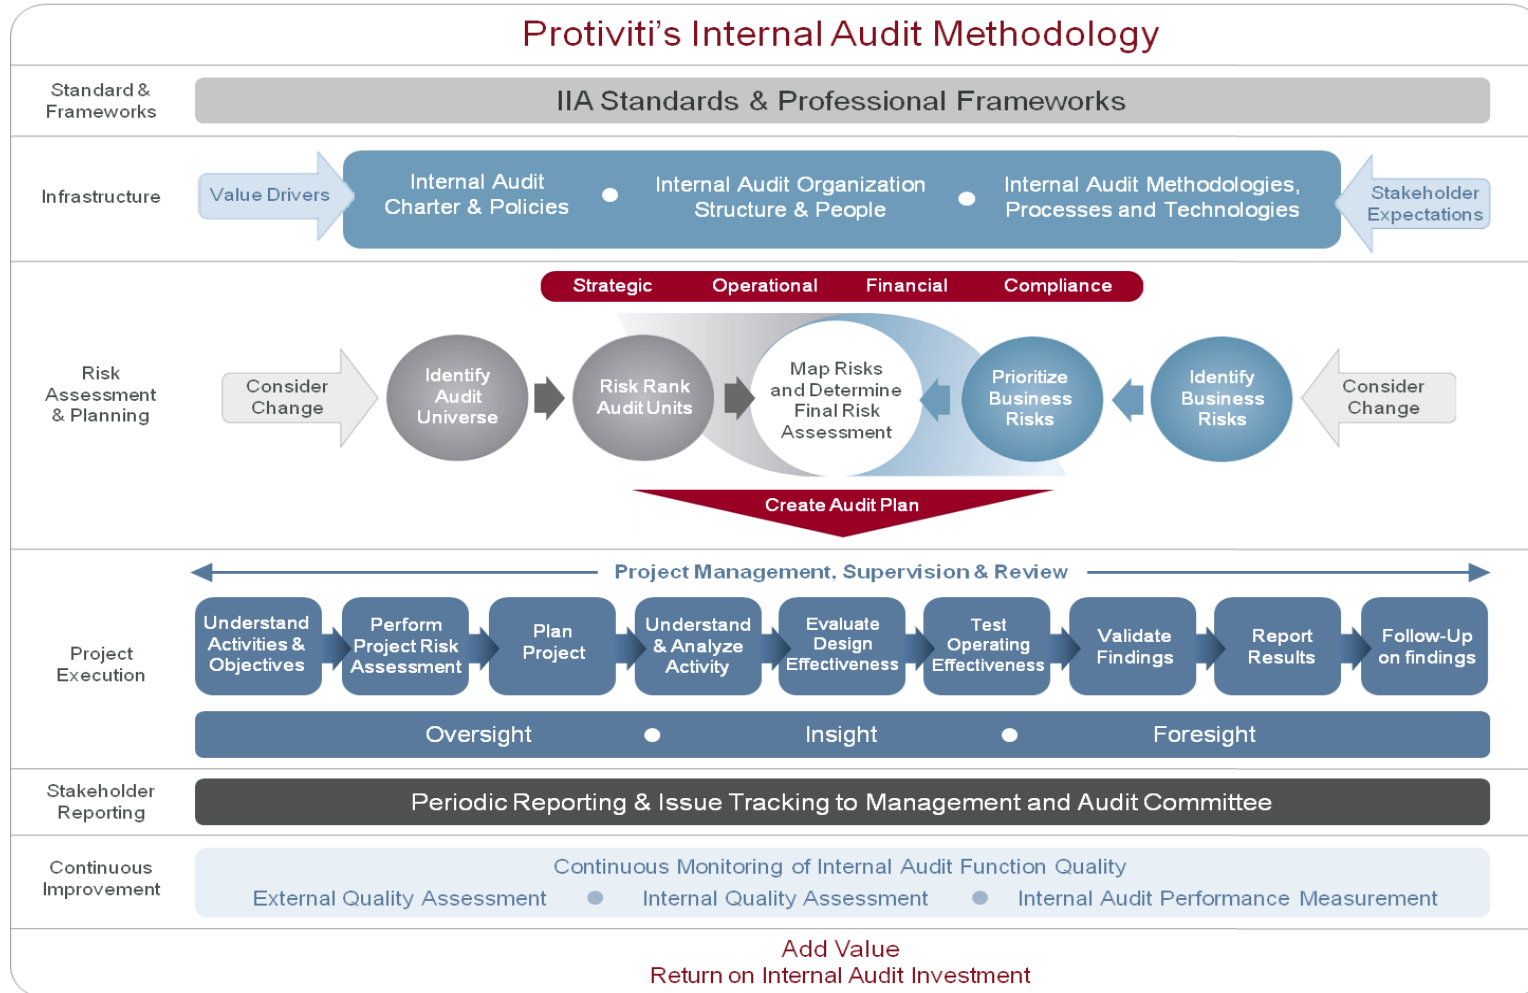 Protiviti's Internal Audit Methodology
Standard &
Frameworks
IIA Standards & Professional Frameworks
Infrastructure
Value Drivers
Internal Audit
Charter & Policies
Internal Audit Organization
Structure & People
Internal Audit Methodologies,
Processes and Technologies
Stakeholder
Expectations
Strategic
Operational
Financial
Compliance
Risk
Assessment
& Planning
Consider
Change
Identify
Audit
Universe
Risk Rank
Audit Units
Map Risks
and Determine
Final Risk
Assessment
Prioritize
Business
Risks
Identify
Business
Risks
Consider
Change
Create Audit Plan
Project Management, Supervision & Review
Project
Execution
Understand
Activities &
Objectives
Perform
Project Risk
Assessment
Plan
Project
Understand
& Analyze
Activity
Evaluate
Design
Effectiveness
Test
Operating
Effectiveness
Validate
Findings
Report
Results
Follow-Up
on findings
Oversight
Insight
Foresight
Stakeholder
Reporting
Periodic Reporting & Issue Tracking to Management and Audit Committee
Continuous
Improvement
Continuous Monitoring of Internal Audit Function Quality
External Quality Assessment
Internal Quality Assessment
Internal Audit Performance Measurement
Add Value
Return on Internal Audit Investment